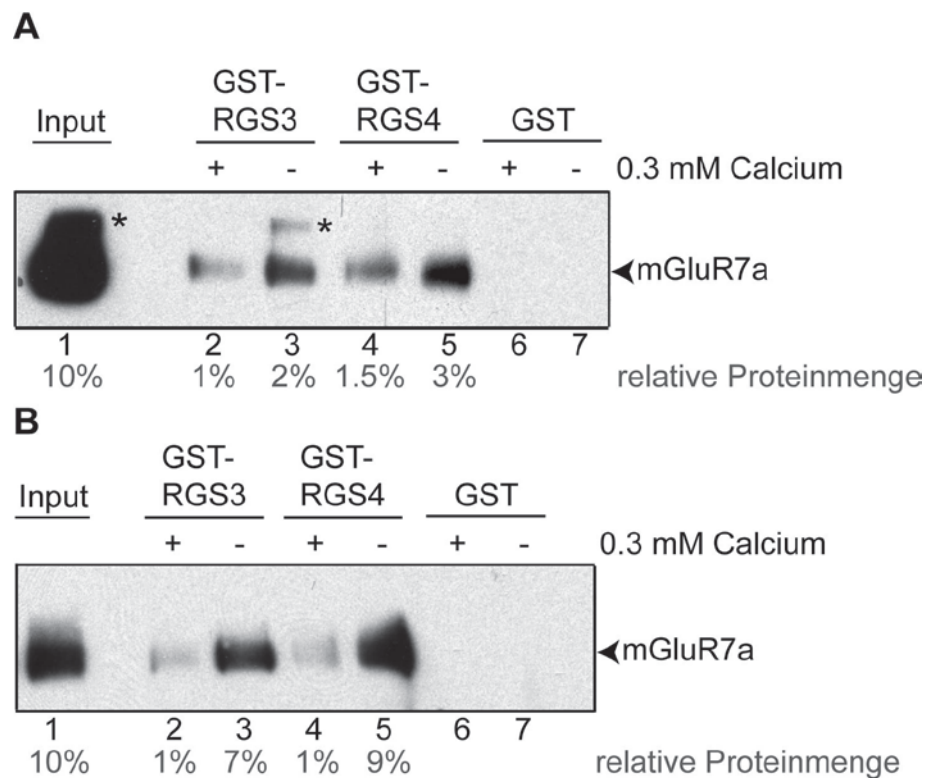 A
Input
GST-
RGS3
GST-
RGS4
GST
+ - + - + - 0.3 mM Calcium
*
*
mGluR7a
1 2 3 4 5 6 7
10% 1% 2% 1.5% 3% relative Proteinmenge
B
Input
GST-
RGS3
GST-
RGS4
GST
+ - + - + - 0.3 mM Calcium
mGluR7a
1 2 3 4 5 6 7
10% 1% 7% 1% 9% relative Proteinmenge